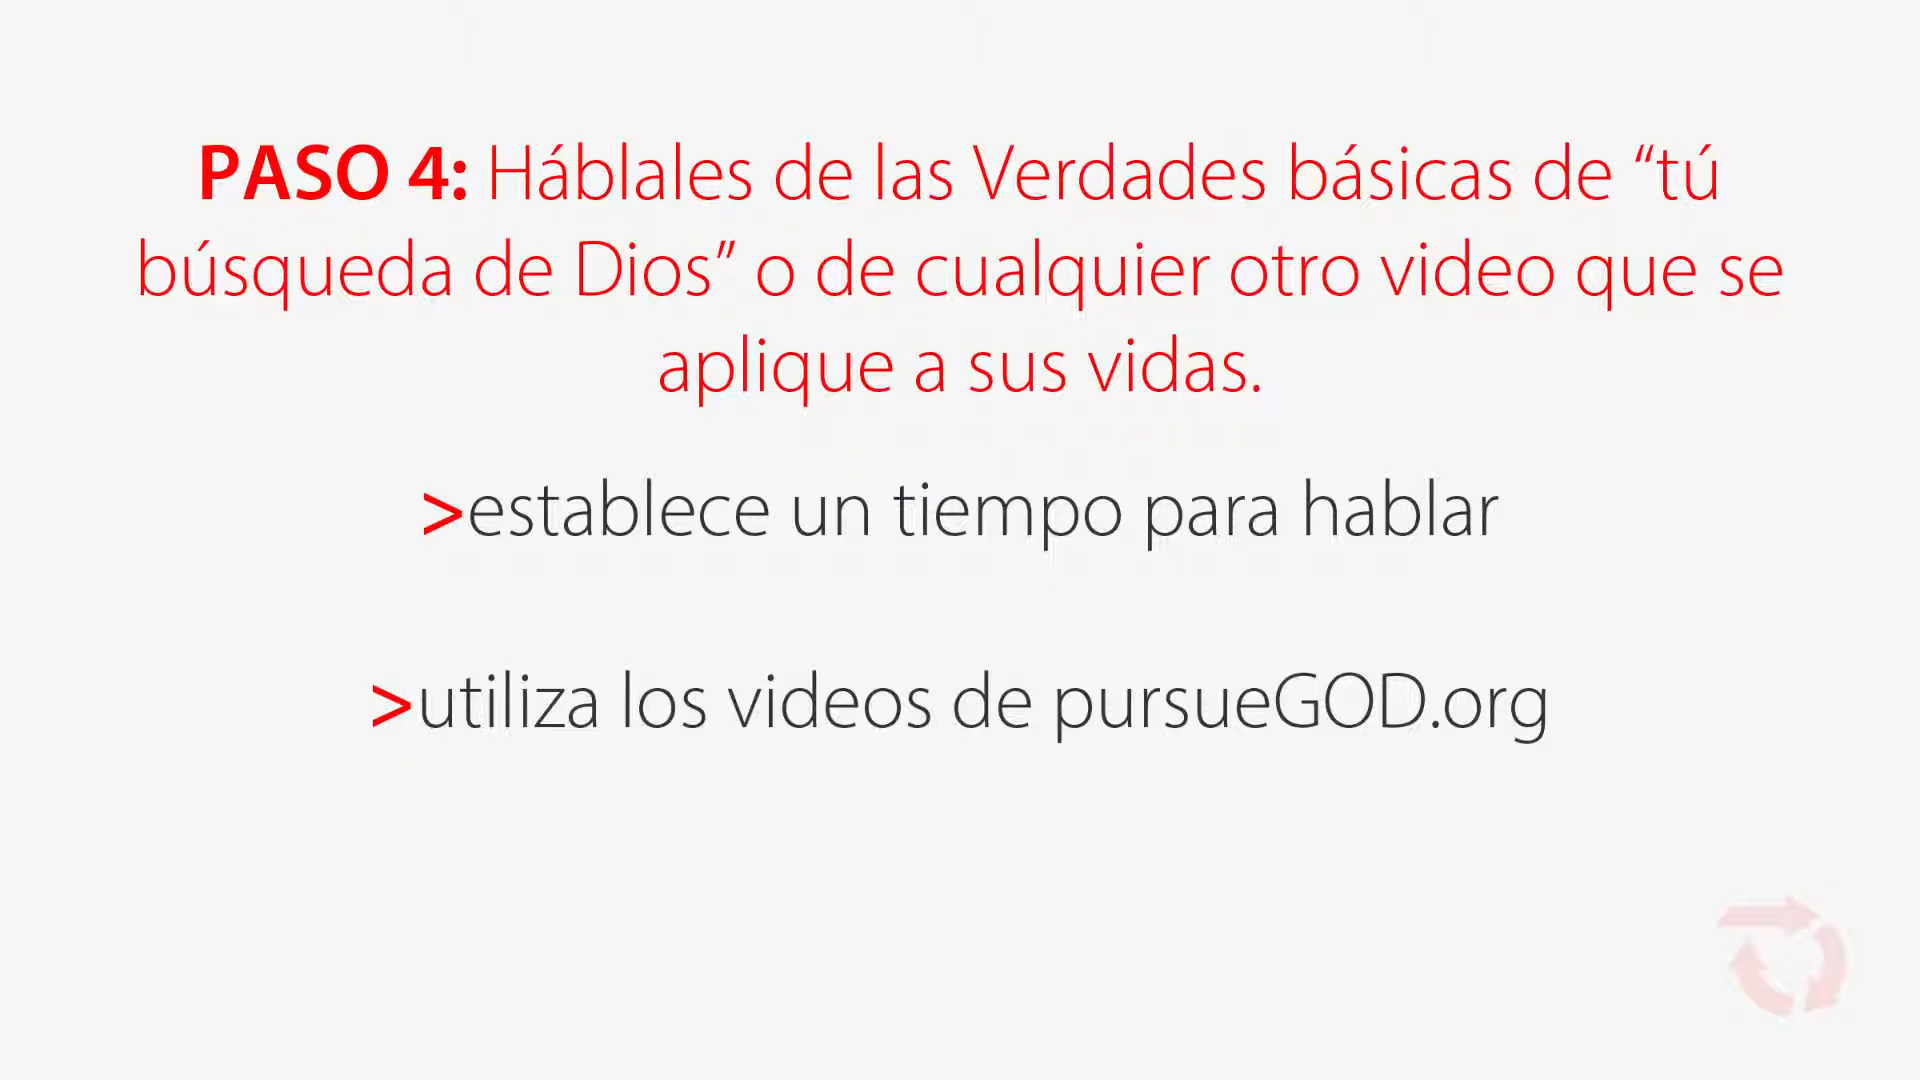 PASO 4: Háblales de las Verdades básicas de “tú
búsqueda de Dios” o de cualquier otro video que se
aplique a sus vidas.
>establece un tiempo para hablar
>utiliza los videos de pursueGOD.org